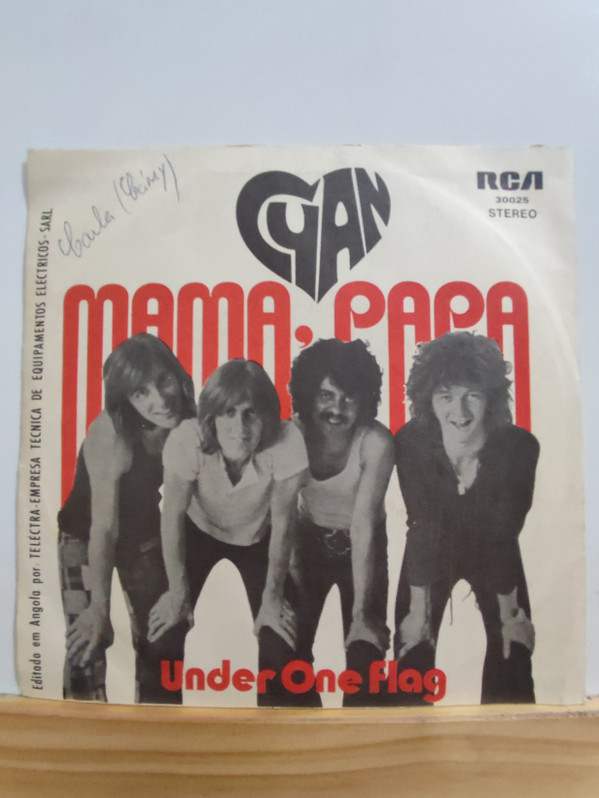 CYAN
RCA
30025
STEREO
MAMA, PAPA
Under One Flag
Editado em Angola por: TELECTRA-EMPRESA TECNICA DE EQUIPAMENTOS ELECTRICOS-SARL